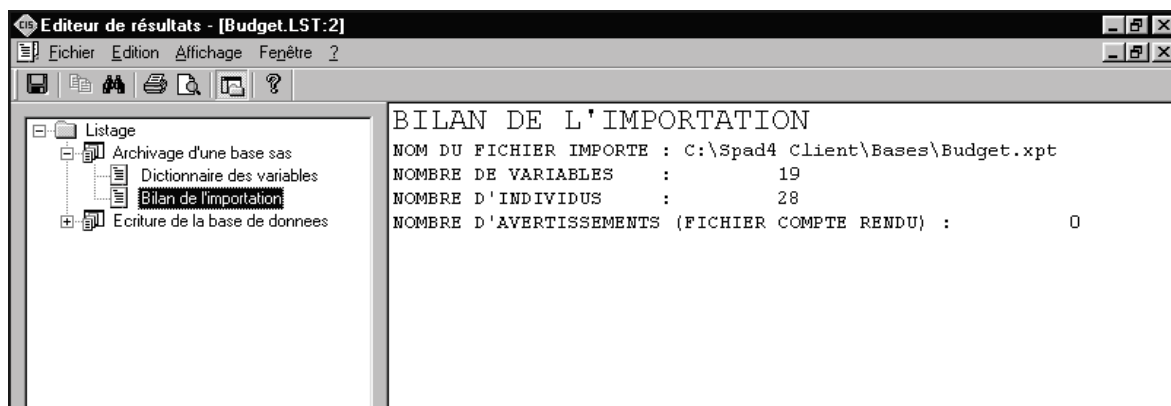 CIS Editeur de résultats - [Budget.LST:2]
Fichier Edition Affichage Fenêtre ?
Listage
Archivage d'une base sas
Dictionnaire des variables
Bilan de l'importation
Ecriture de la base de donnees
BILAN DE L'IMPORTATION
NOM DU FICHIER IMPORTE : C:\Spad4 Client\Bases\Budget.xpt
NOMBRE DE VARIABLES : 19
NOMBRE D'INDIVIDUS : 28
NOMBRE D'AVERTISSEMENTS (FICHIER COMPTE RENDU) : 0